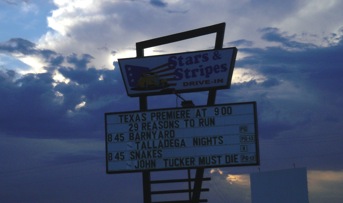 Stars &
Stripes
DRIVE-IN
TEXAS PREMIERE AT 9:00
29 REASONS TO RUN
8:45 BARNYARD PG
TALLADEGA NIGHTS
8:45 SNAKES
JOHN TUCKER MUST DIE